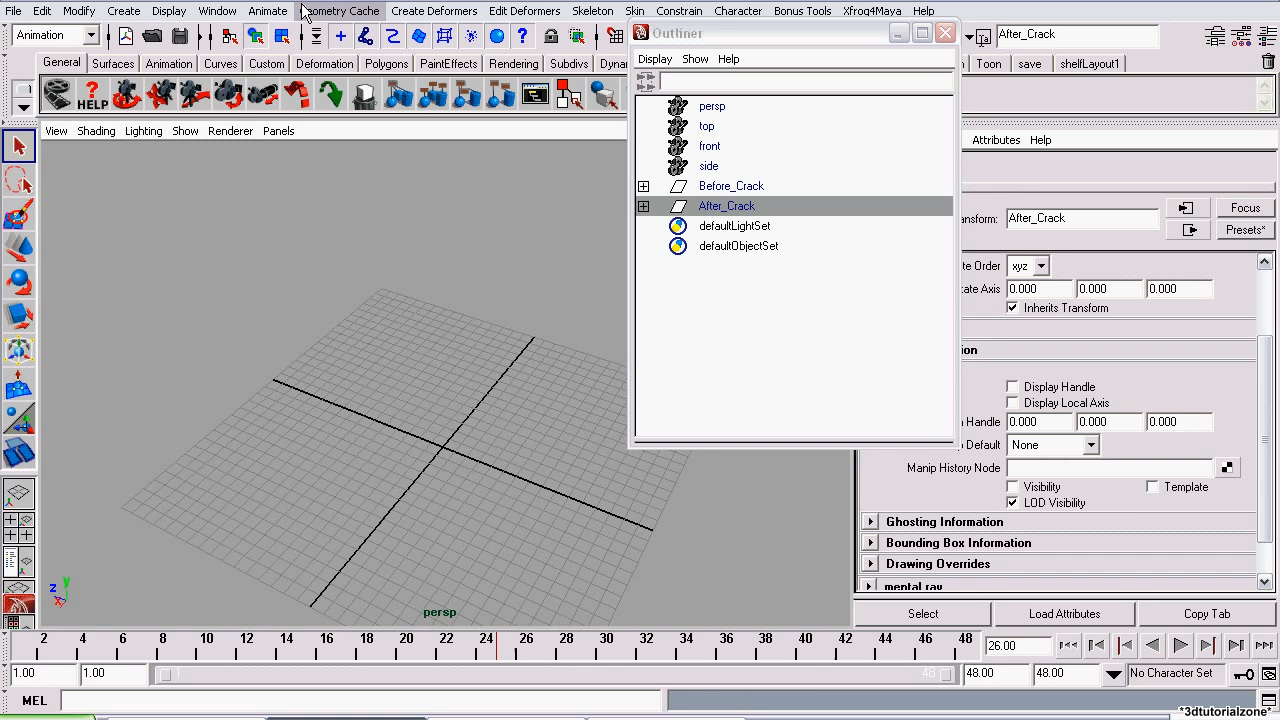 File Edit Modify Create Display Window Animate Geometry Cache Create Deformers Edit Deformers Skeleton Skin Constrain Character Bonus Tools Xfrog4Maya Help
Animation
After_Crack
Outliner
General Surfaces Animation Curves Custom Deformation Polygons PaintEffects Rendering Subdivs Toon save shelfLayout1
Display Show Help
HELP
View Shading Lighting Show Renderer Panels
Attributes Help
persp
top
front
side
Before_Crack
After_Crack
defaultLightSet
defaultObjectSet
After_Crack
Focus
Presets*
xyz
0.000 0.000 0.000
Inherits Transform
Display Handle
Display Local Axis
Handle 0.000 0.000 0.000
Default None
Manip History Node
Visibility Template
LOD Visibility
Ghosting Information
Bounding Box Information
Drawing Overrides
mental ray
z y x
persp
Select Load Attributes Copy Tab
2 4 6 8 10 12 14 16 18 20 22 24 26 28 30 32 34 36 38 40 42 44 46 48 26.00
1.00 1.00 1 48 48.00 48.00 No Character Set
MEL
*3dtutorialzone*